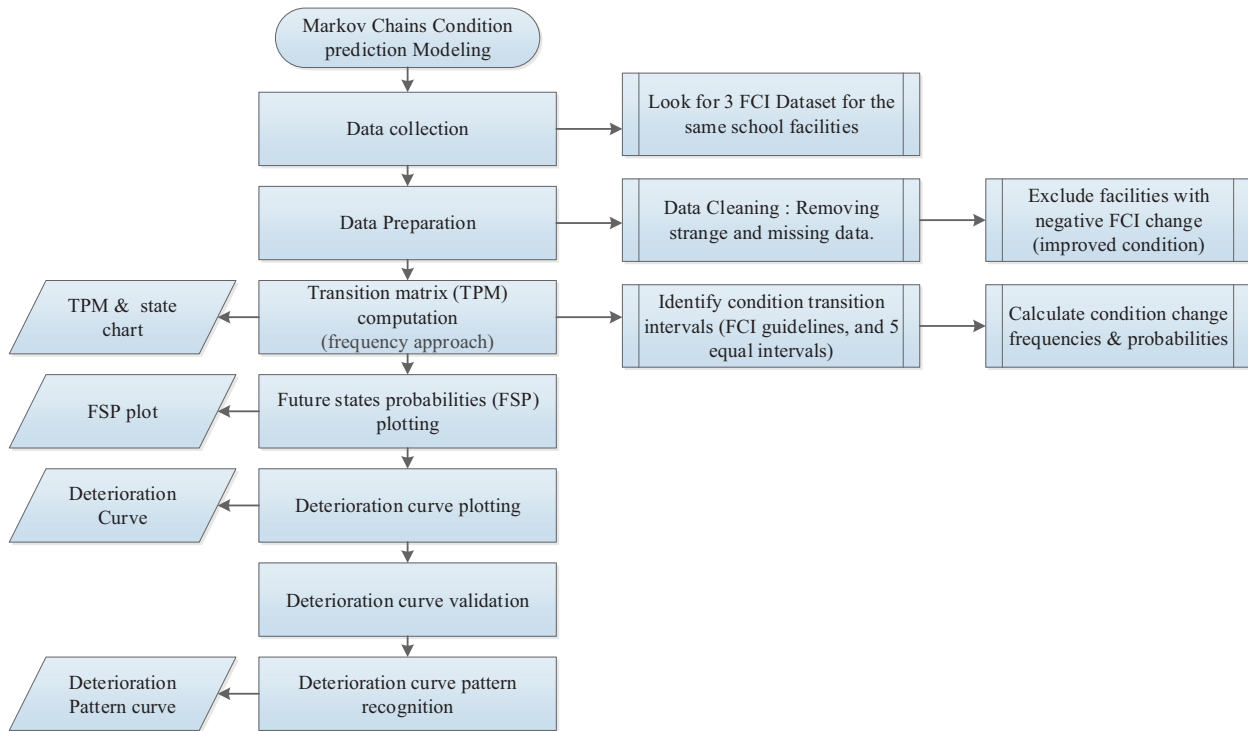 Markov Chains Condition
prediction Modeling
Data collection
Look for 3 FCI Dataset for the
same school facilities
Data Preparation
Data Cleaning : Removing
strange and missing data.
Exclude facilities with
negative FCI change
(improved condition)
TPM & state
chart
Transition matrix (TPM)
computation
(frequency approach)
Identify condition transition
intervals (FCI guidelines, and 5
equal intervals)
Calculate condition change
frequencies & probabilities
FSP plot
Future states probabilities (FSP)
plotting
Deterioration
Curve
Deterioration curve plotting
Deterioration curve validation
Deterioration
Pattern curve
Deterioration curve pattern
recognition